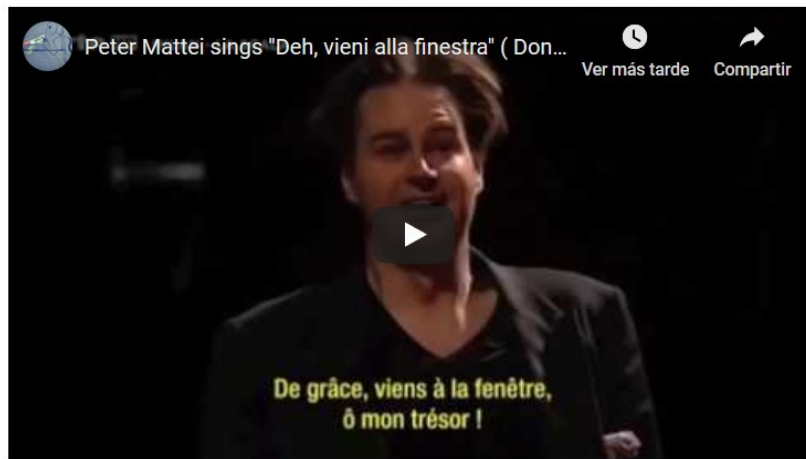 Peter Mattei sings "Deh, vieni alla finestra" ( Don...
Ver más tarde
Compartir
De grâce, viens à la fenêtre,
ô mon trésor !